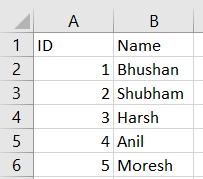 A B
1 ID Name
2 1 Bhushan
3 2 Shubham
4 3 Harsh
5 4 Anil
6 5 Moresh